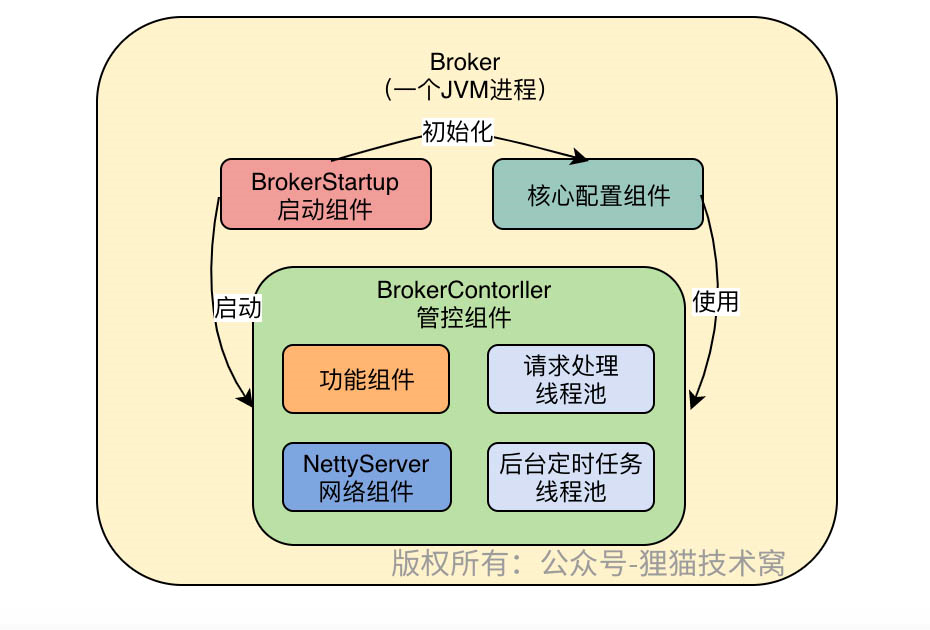 Broker
（一个JVM进程）
初始化
BrokerStartup
启动组件
核心配置组件
启动
使用
BrokerContorller
管控组件
功能组件
请求处理
线程池
NettyServer
网络组件
后台定时任务
线程池
版权所有：公众号-狸猫技术窝